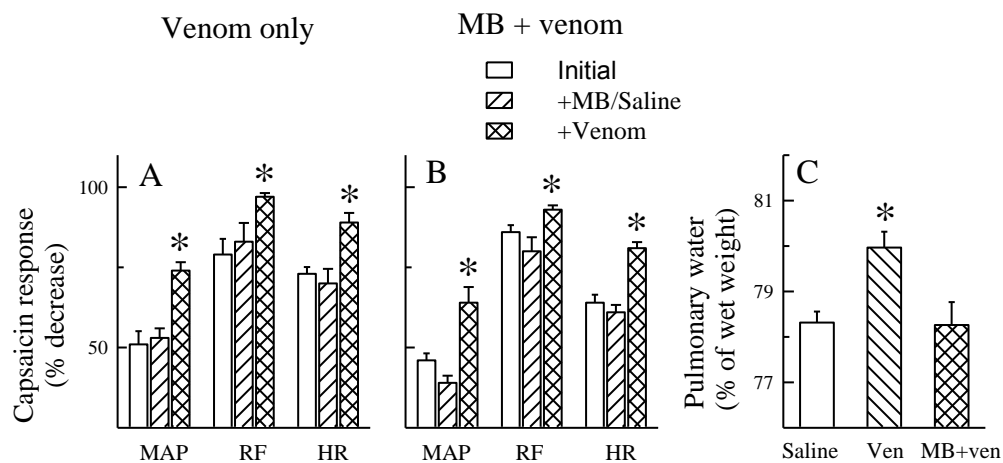 Venom only
MB + venom
Initial
+MB/Saline
+Venom
Capsaicin response
(% decrease)
100
50
A
*
*
*
MAP RF HR
B
*
*
*
MAP RF HR
Pulmonary water
(% of wet weight)
81
79
77
C
*
Saline Ven MB+ven